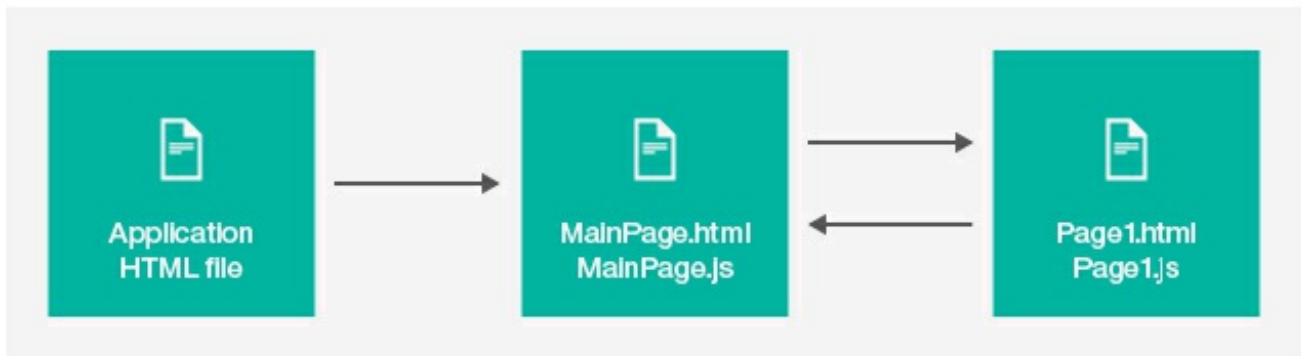 Application
HTML file
MainPage.html
MainPage.js
Page1.html
Page1.js